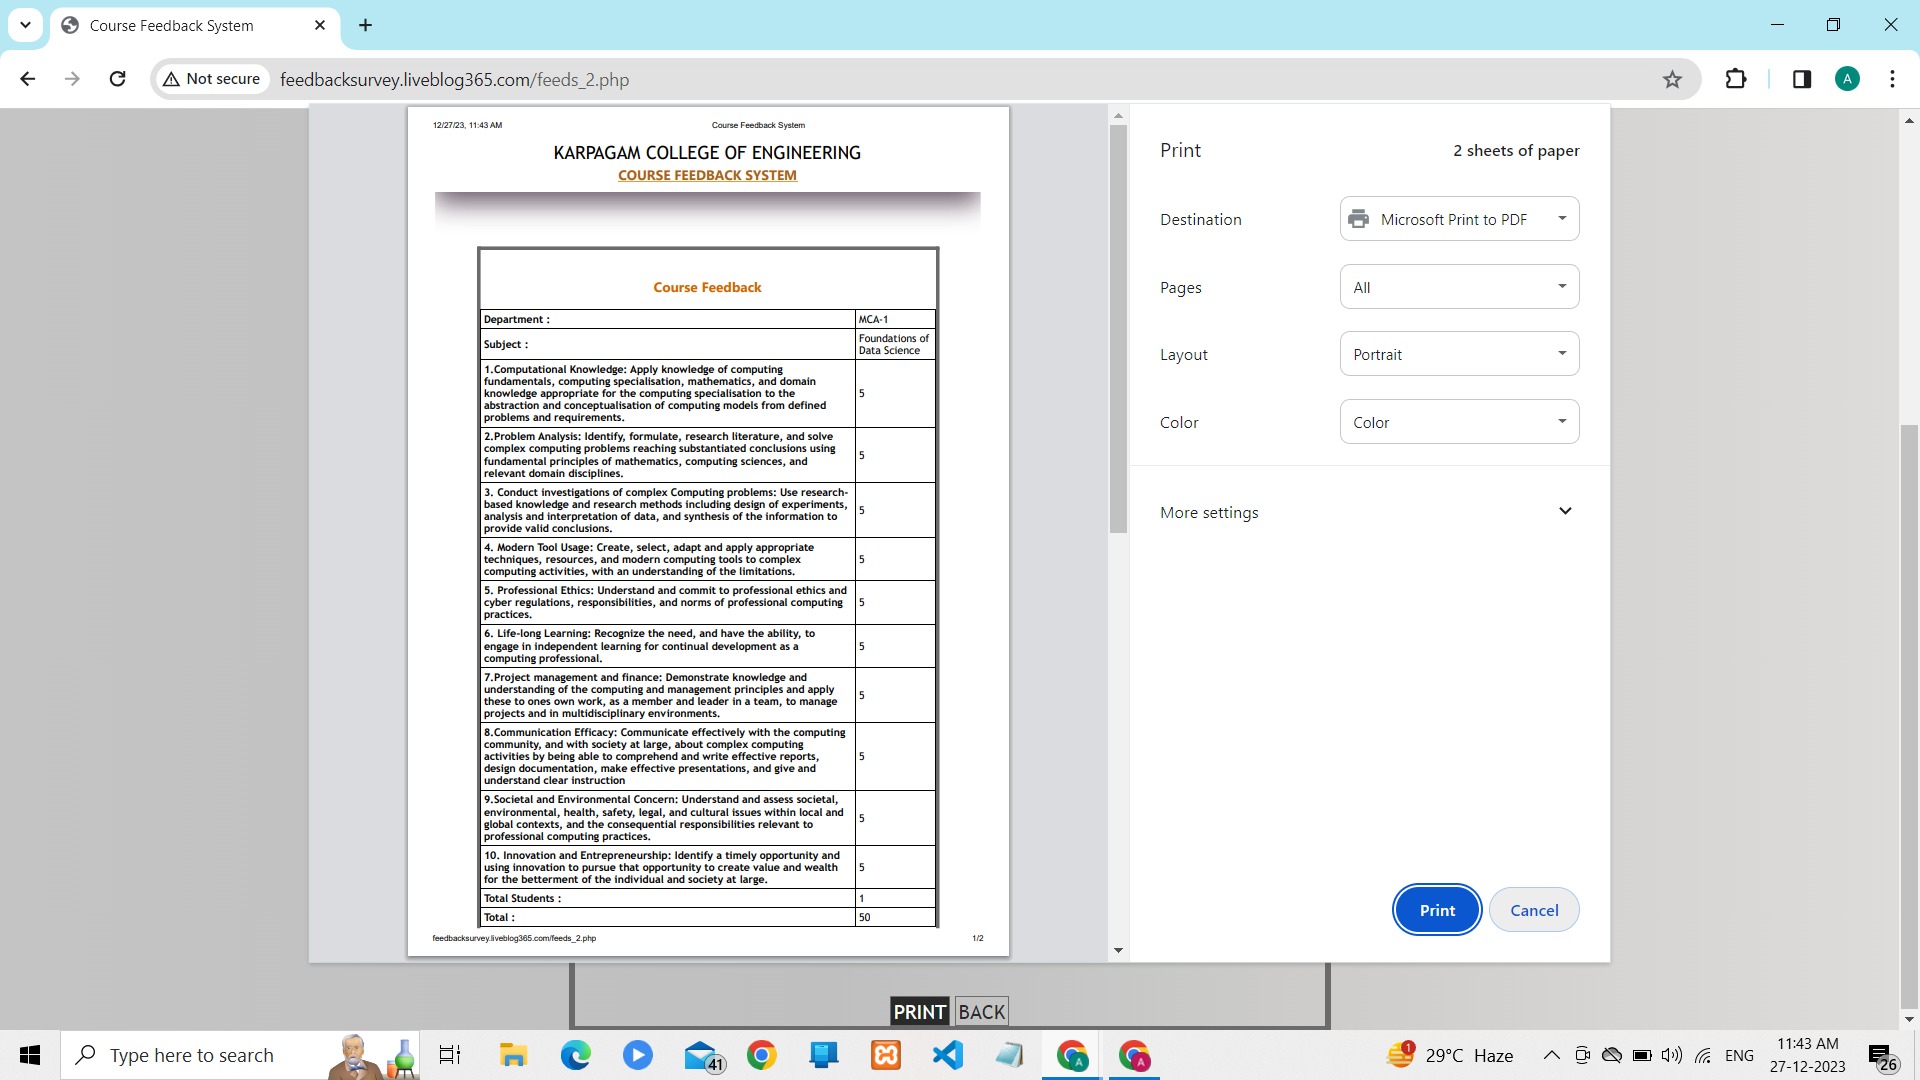 Course Feedback System
Not secure
feedbacksurvey.liveblog365.com/feeds_2.php
A
12/27/23, 11:43 AM
Course Feedback System
KARPAGAM COLLEGE OF ENGINEERING
COURSE FEEDBACK SYSTEM
Course Feedback
Department :
MCA-1
Subject :
Foundations of
Data Science
1.Computational Knowledge: Apply knowledge of computing
fundamentals, computing specialisation, mathematics, and domain
knowledge appropriate for the computing specialisation to the
abstraction and conceptualisation of computing models from defined
problems and requirements.
5
2.Problem Analysis: Identify, formulate, research literature, and solve
complex computing problems reaching substantiated conclusions using
fundamental principles of mathematics, computing sciences, and
relevant domain disciplines.
5
3. Conduct investigations of complex Computing problems: Use research-
based knowledge and research methods including design of experiments,
analysis and interpretation of data, and synthesis of the information to
provide valid conclusions.
5
4. Modern Tool Usage: Create, select, adapt and apply appropriate
techniques, resources, and modern computing tools to complex
computing activities, with an understanding of the limitations.
5
5. Professional Ethics: Understand and commit to professional ethics and
cyber regulations, responsibilities, and norms of professional computing
practices.
5
6. Life-long Learning: Recognize the need, and have the ability, to
engage in independent learning for continual development as a
computing professional.
5
7.Project management and finance: Demonstrate knowledge and
understanding of the computing and management principles and apply
these to ones own work, as a member and leader in a team, to manage
projects and in multidisciplinary environments.
5
8.Communication Efficacy: Communicate effectively with the computing
community, and with society at large, about complex computing
activities by being able to comprehend and write effective reports,
design documentation, make effective presentations, and give and
understand clear instruction
5
9.Societal and Environmental Concern: Understand and assess societal,
environmental, health, safety, legal, and cultural issues within local and
global contexts, and the consequential responsibilities relevant to
professional computing practices.
5
10. Innovation and Entrepreneurship: Identify a timely opportunity and
using innovation to pursue that opportunity to create value and wealth
for the betterment of the individual and society at large.
5
Total Students :
1
Total :
50
feedbacksurvey.liveblog365.com/feeds_2.php
1/2
Print
2 sheets of paper
Destination
Microsoft Print to PDF
Pages
All
Layout
Portrait
Color
Color
More settings
Print
Cancel
PRINT
BACK
Type here to search
41
A
A
1
29°C Haze
ENG
11:43 AM
27-12-2023
26